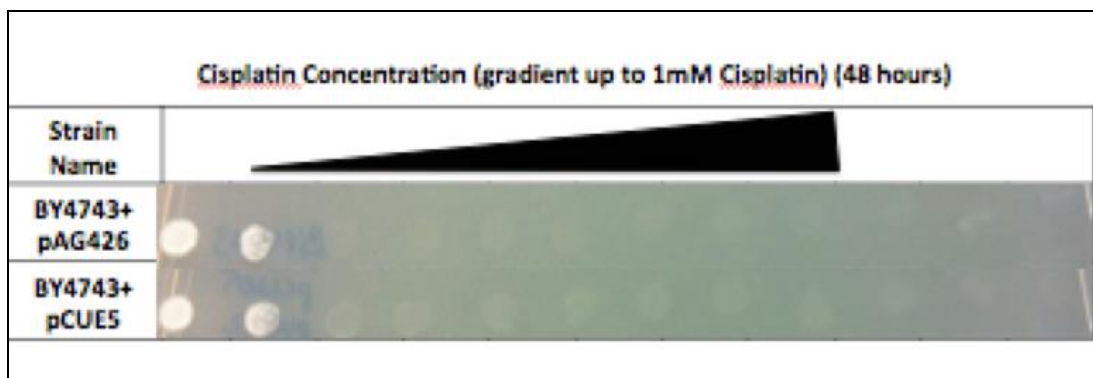 Cisplatin Concentration (gradient up to 1mM Cisplatin) (48 hours)
Strain
Name
BY4743+
pAG426
BY4743+
pCUE5